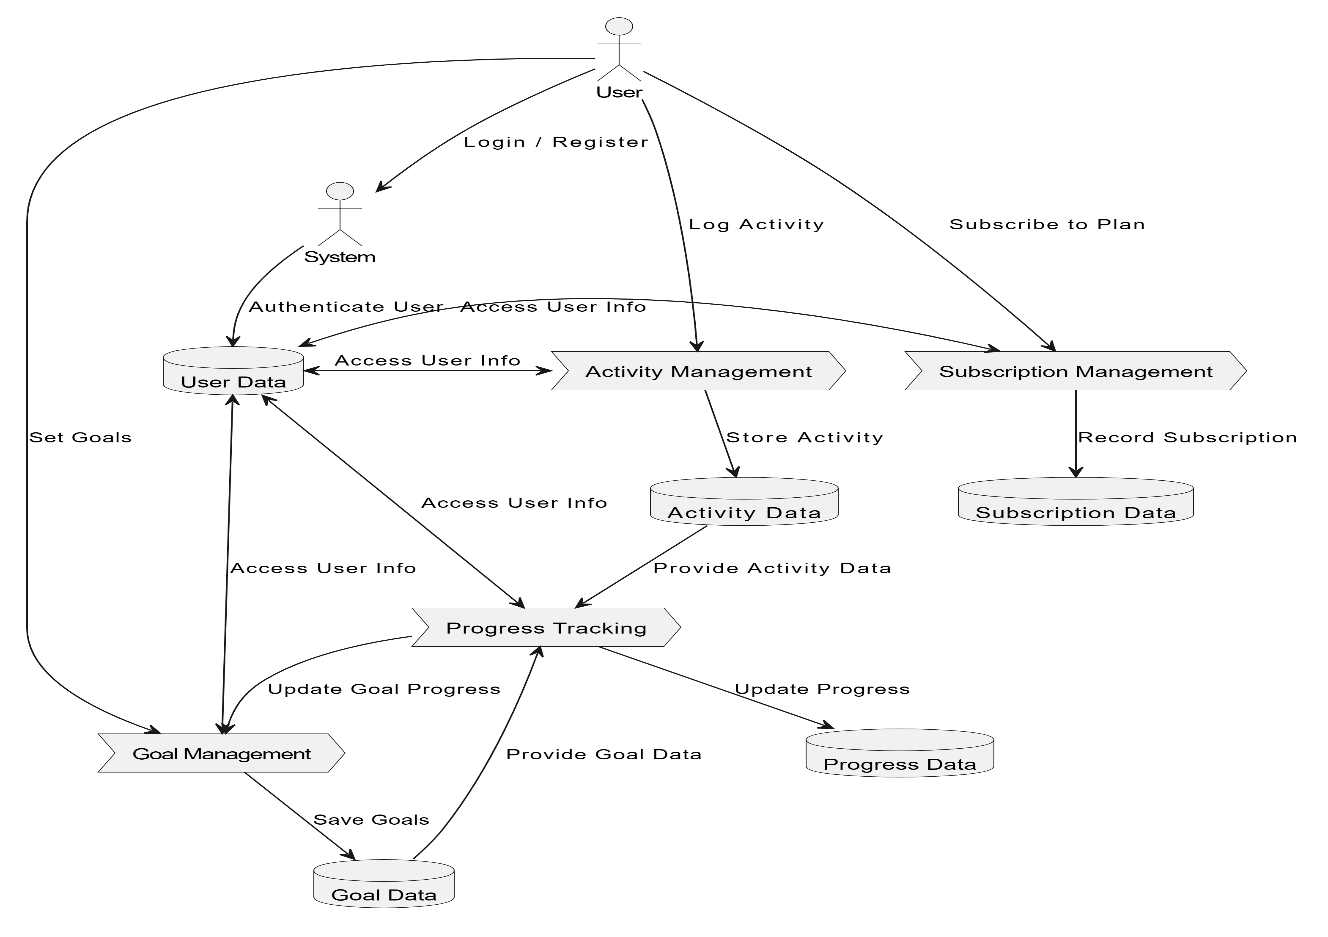 User
Login / Register
System
Log Activity
Subscribe to Plan
Authenticate User
Access User Info
Access User Info
User Data
Activity Management
Subscription Management
Set Goals
Store Activity
Record Subscription
Access User Info
Activity Data
Subscription Data
Access User Info
Provide Activity Data
Progress Tracking
Update Goal Progress
Update Progress
Goal Management
Provide Goal Data
Progress Data
Save Goals
Goal Data